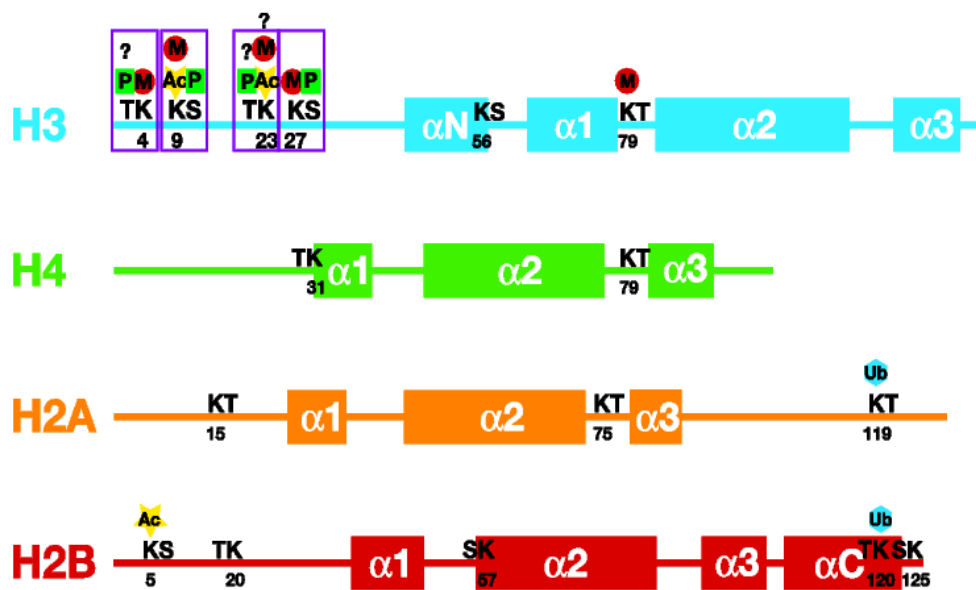 ?
? M ? M
P M Ac P P Ac M P M
TK KS TK KS KS KT
H3 αN α1 α2 α3
4 9 23 27 56 79
TK KT
H4 α1 α2 α3
31 79
Ub
KT KT KT
H2A α1 α2 α3
15 75 119
Ac Ub
KS TK SK TK SK
H2B α1 α2 α3 αC
5 20 57 120 125